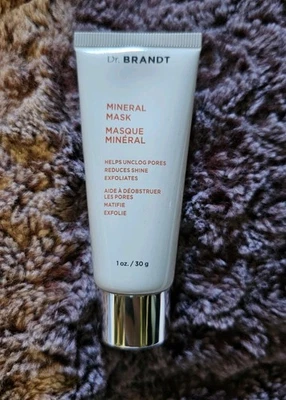 Dr. BRANDT
MINERAL
MASK
MASQUE
MINÉRAL
HELPS UNCLOG PORES
REDUCES SHINE
EXFOLIATES
AIDE À DÉOBSTRUER
LES PORES
MATIFIE
EXFOLIE
1 oz. / 30 g